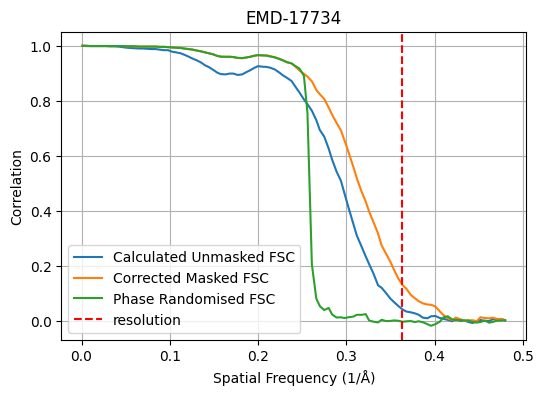 EMD-17734
1.0
0.8
0.6
0.4
0.2
0.0
Correlation
Calculated Unmasked FSC
Corrected Masked FSC
Phase Randomised FSC
resolution
0.0 0.1 0.2 0.3 0.4 0.5
Spatial Frequency (1/Å)